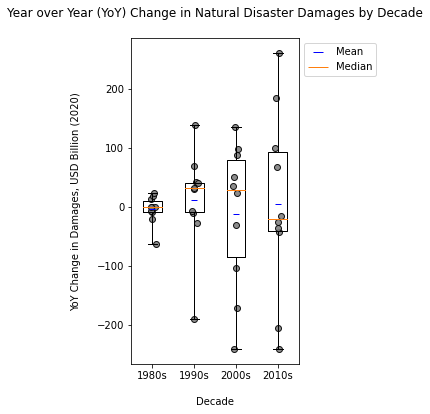 Year over Year (YoY) Change in Natural Disaster Damages by Decade
Mean
Median
YoY Change in Damages, USD Billion (2020)
200
100
0
−100
−200
1980s 1990s 2000s 2010s
Decade